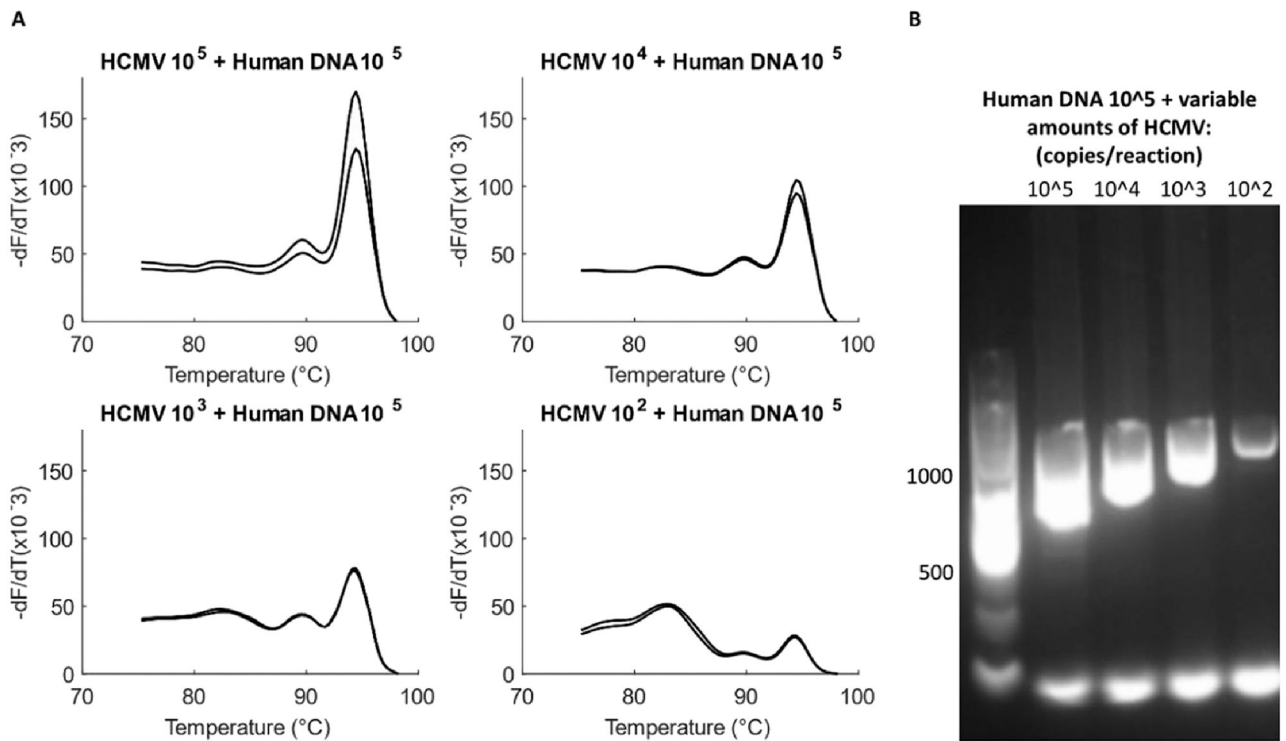 A
B
HCMV 10^5 + Human DNA 10^5
HCMV 10^4 + Human DNA 10^5
150
100
50
0
70 80 90 100
-dF/dT(x10^-3)
Temperature (°C)
150
100
50
0
70 80 90 100
-dF/dT(x10^-3)
Temperature (°C)
HCMV 10^3 + Human DNA 10^5
HCMV 10^2 + Human DNA 10^5
150
100
50
0
70 80 90 100
-dF/dT(x10^-3)
Temperature (°C)
150
100
50
0
70 80 90 100
-dF/dT(x10^-3)
Temperature (°C)
Human DNA 10^5 + variable
amounts of HCMV:
(copies/reaction)
10^5 10^4 10^3 10^2
1000
500